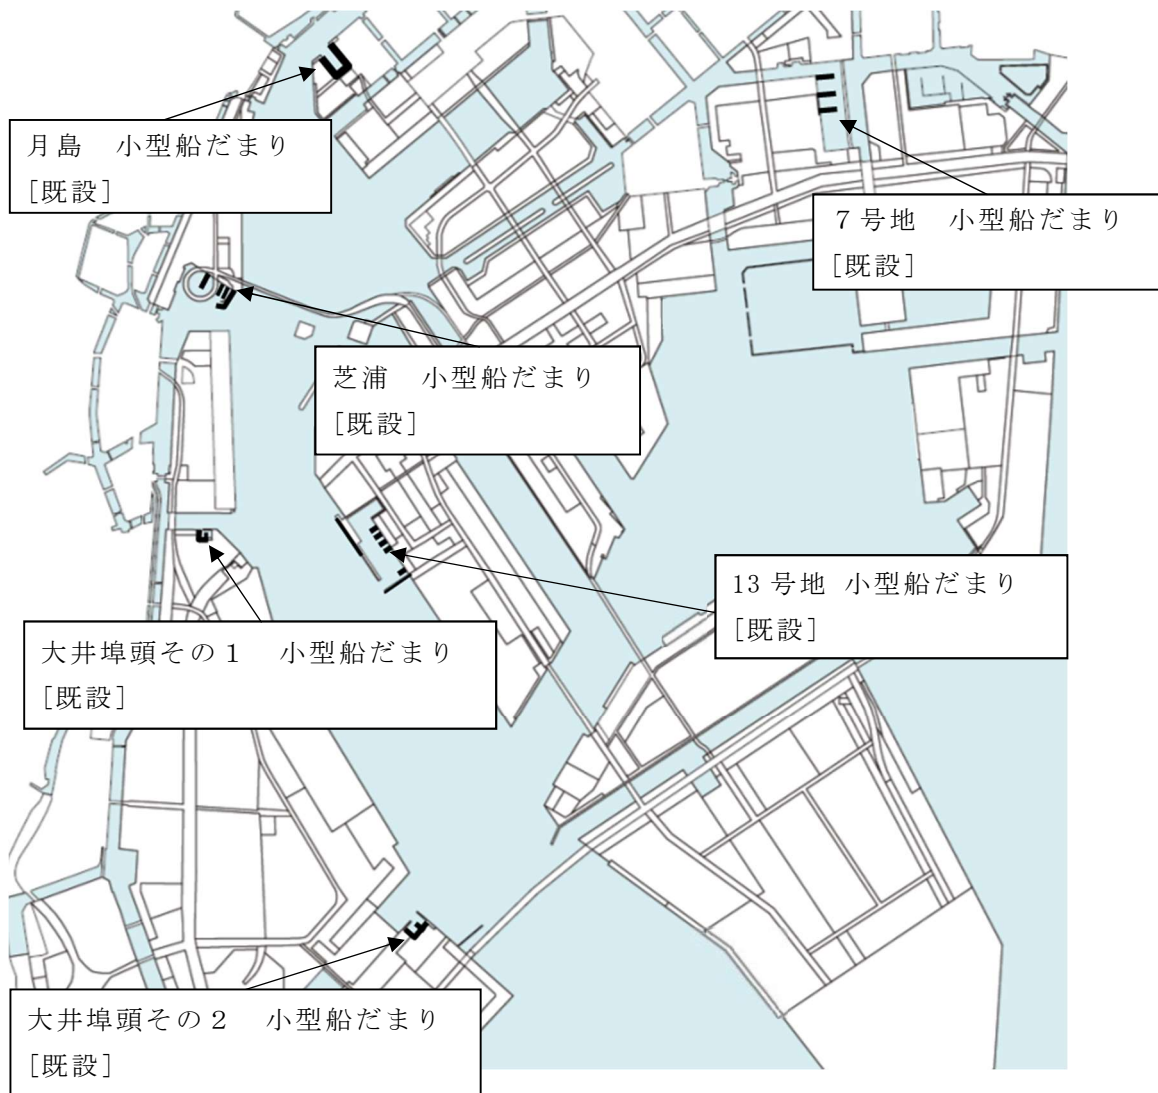 月島　小型船だまり
[既設]
７号地　小型船だまり
[既設]
芝浦　小型船だまり
[既設]
13 号地 小型船だまり
[既設]
大井埠頭その１　小型船だまり
[既設]
大井埠頭その２　小型船だまり
[既設]